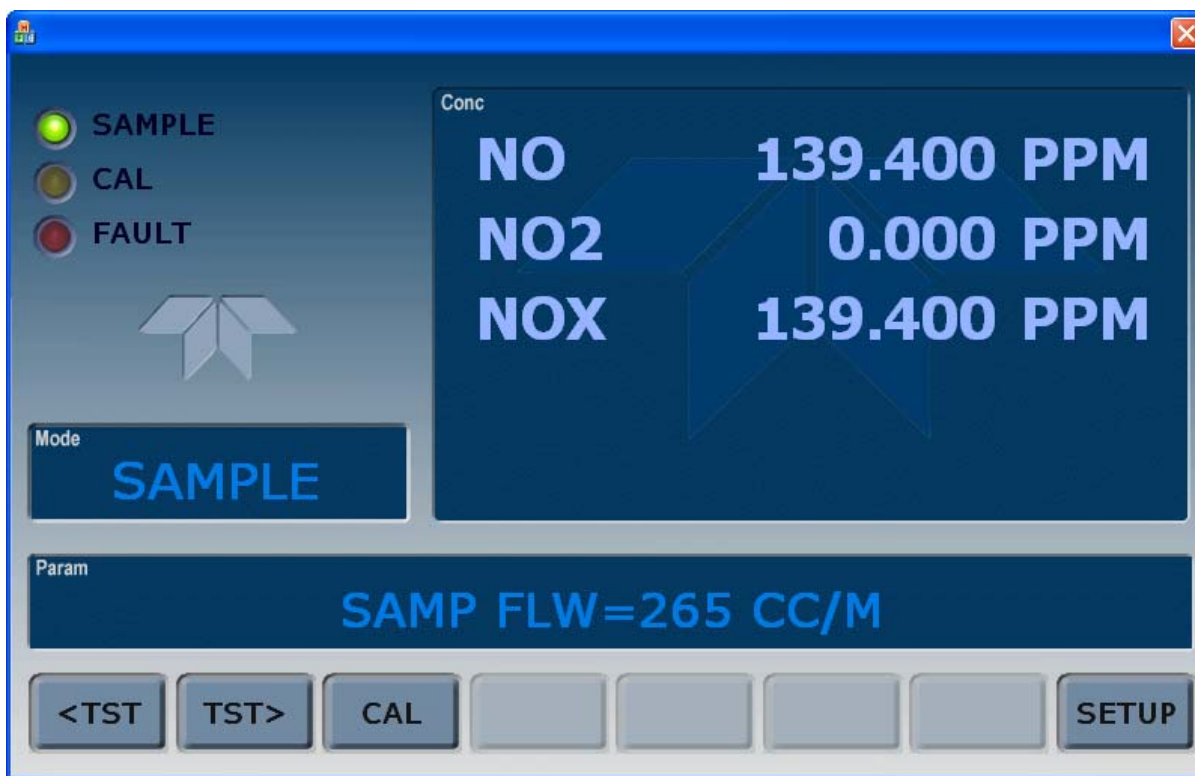 SAMPLE
CAL
FAULT
Conc
NO 139.400 PPM
NO2 0.000 PPM
NOX 139.400 PPM
Mode
SAMPLE
Param
SAMP FLW=265 CC/M
<TST TST> CAL SETUP